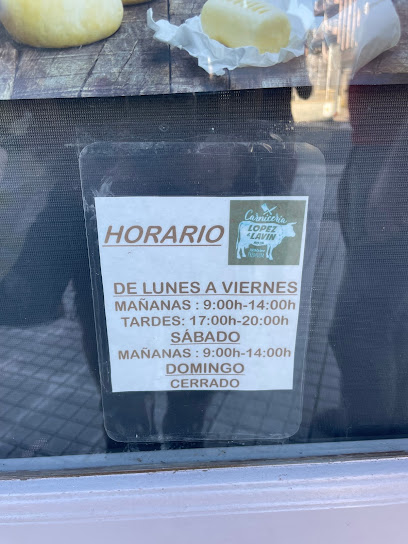 HORARIO
Carnicería
LOPEZ
LAVIN
DE LUNES A VIERNES
MAÑANAS : 9:00h-14:00h
TARDES: 17:00h-20:00h
SÁBADO
MAÑANAS : 9:00h-14:00h
DOMINGO
CERRADO